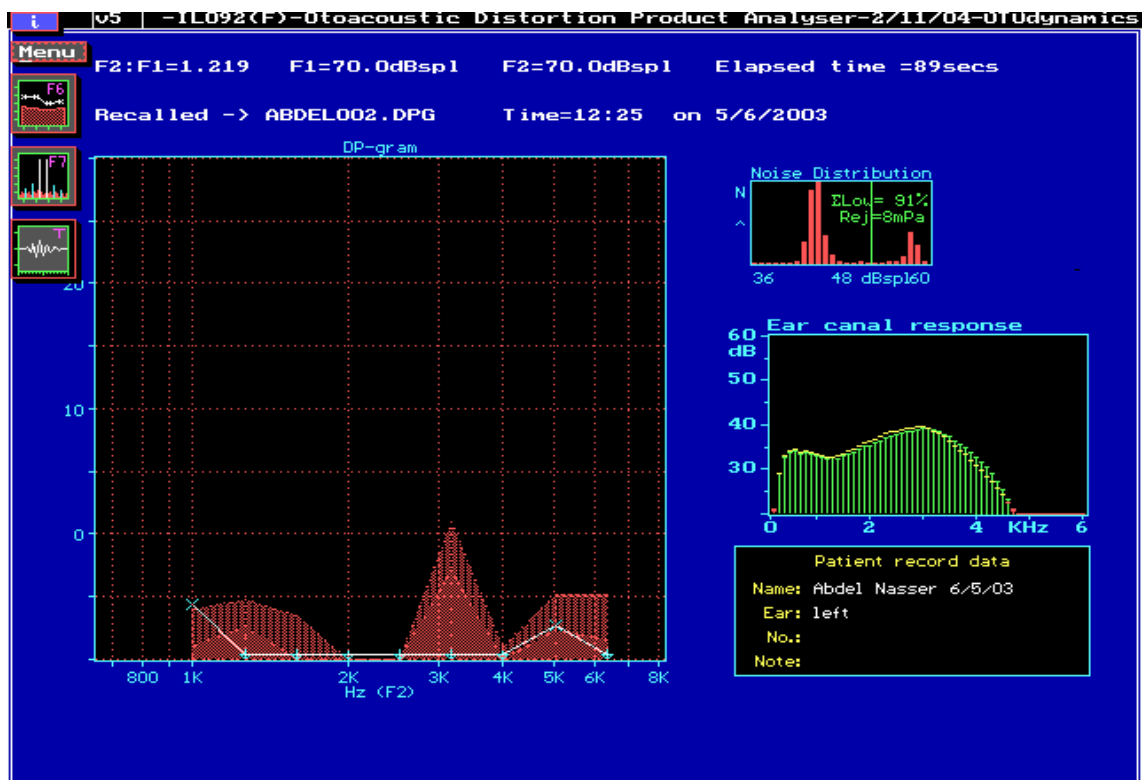 i v5 -ILO92(F)-Otoacoustic Distortion Product Analyser-2/11/04-OTOdynamics
Menu
F2:F1=1.219 F1=70.0dBspl F2=70.0dBspl Elapsed time =89secs
F6
Recalled -> ABDEL002.DPG Time=12:25 on 5/6/2003
DP-gram
F7
T
20
10
0
800 1K 2K 3K 4K 5K 6K 8K
Hz (F2)
Noise Distribution
N
ΣLow= 91%
^ Rej=8mPa
36 48 dBspl60
Ear canal response
60
dB
50
40
30
0 2 4 KHz 6
Patient record data
Name: Abdel Nasser 6/5/03
Ear: left
No.:
Note: